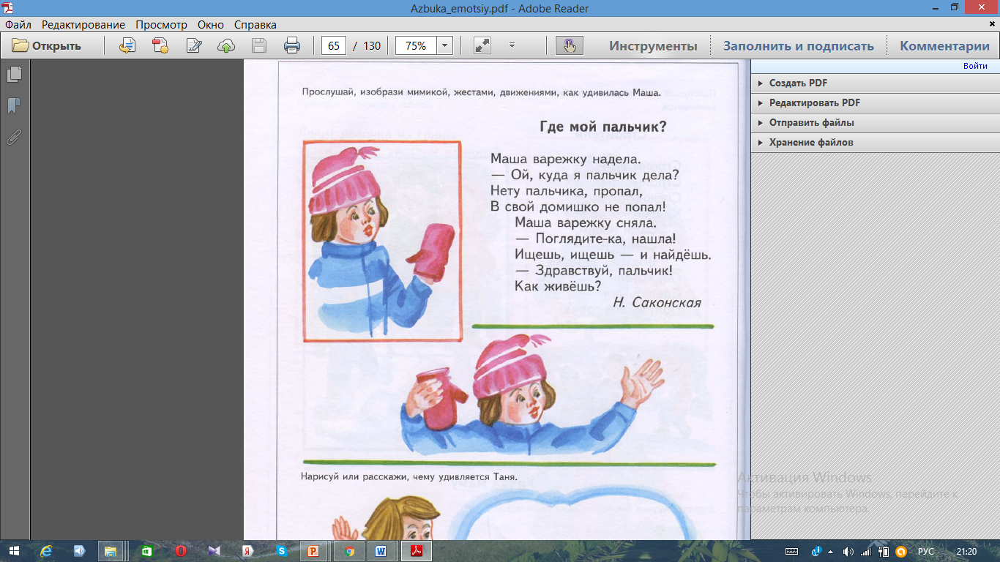 Azbuka_emotsiy.pdf - Adobe Reader
Файл Редактирование Просмотр Окно Справка
Открыть
65 / 130
75%
Инструменты
Заполнить и подписать
Комментарии
Войти
Создать PDF
Редактировать PDF
Отправить файлы
Хранение файлов
Прослушай, изобрази мимикой, жестами, движениями, как удивилась Маша.
Где мой пальчик?
Маша варежку надела.
— Ой, куда я пальчик дела?
Нету пальчика, пропал,
В свой домишко не попал!
Маша варежку сняла.
— Поглядите-ка, нашла!
Ищешь, ищешь — и найдёшь.
— Здравствуй, пальчик!
Как живёшь?
Н. Саконская
Нарисуй или расскажи, чему удивляется Таня.
Активация Windows
Чтобы активировать Windows, перейдите к
параметрам компьютера.
РУС
21:20